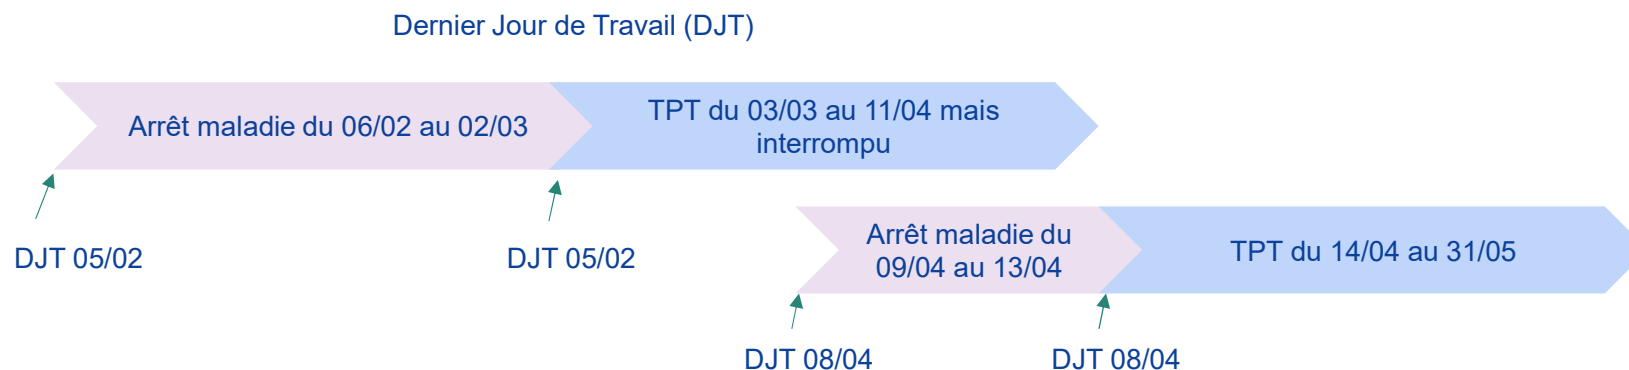 Dernier Jour de Travail (DJT)
Arrêt maladie du 06/02 au 02/03
TPT du 03/03 au 11/04 mais
interrompu
DJT 05/02
DJT 05/02
Arrêt maladie du
09/04 au 13/04
TPT du 14/04 au 31/05
DJT 08/04
DJT 08/04